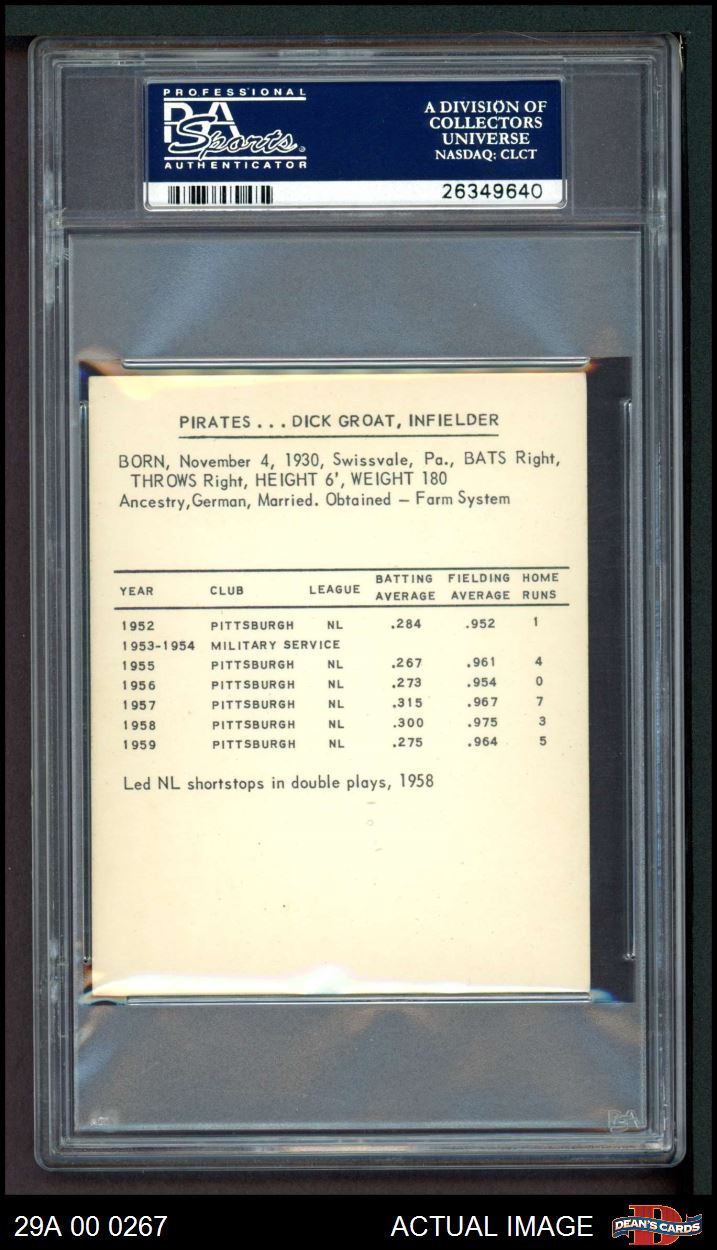 PROFESSIONAL
PSA
Sports
AUTHENTICATOR
A DIVISION OF
COLLECTORS
UNIVERSE
NASDAQ: CLCT
26349640
PIRATES . . . DICK GROAT, INFIELDER
BORN, November 4, 1930, Swissvale, Pa., BATS Right,
THROWS Right, HEIGHT 6', WEIGHT 180
Ancestry,German, Married. Obtained – Farm System
YEAR CLUB LEAGUE BATTING AVERAGE FIELDING AVERAGE HOME RUNS
1952 PITTSBURGH NL .284 .952 1
1953-1954 MILITARY SERVICE
1955 PITTSBURGH NL .267 .961 4
1956 PITTSBURGH NL .273 .954 0
1957 PITTSBURGH NL .315 .967 7
1958 PITTSBURGH NL .300 .975 3
1959 PITTSBURGH NL .275 .964 5
Led NL shortstops in double plays, 1958
PSA
29A 00 0267 ACTUAL IMAGE
D
DEAN'S CARDS